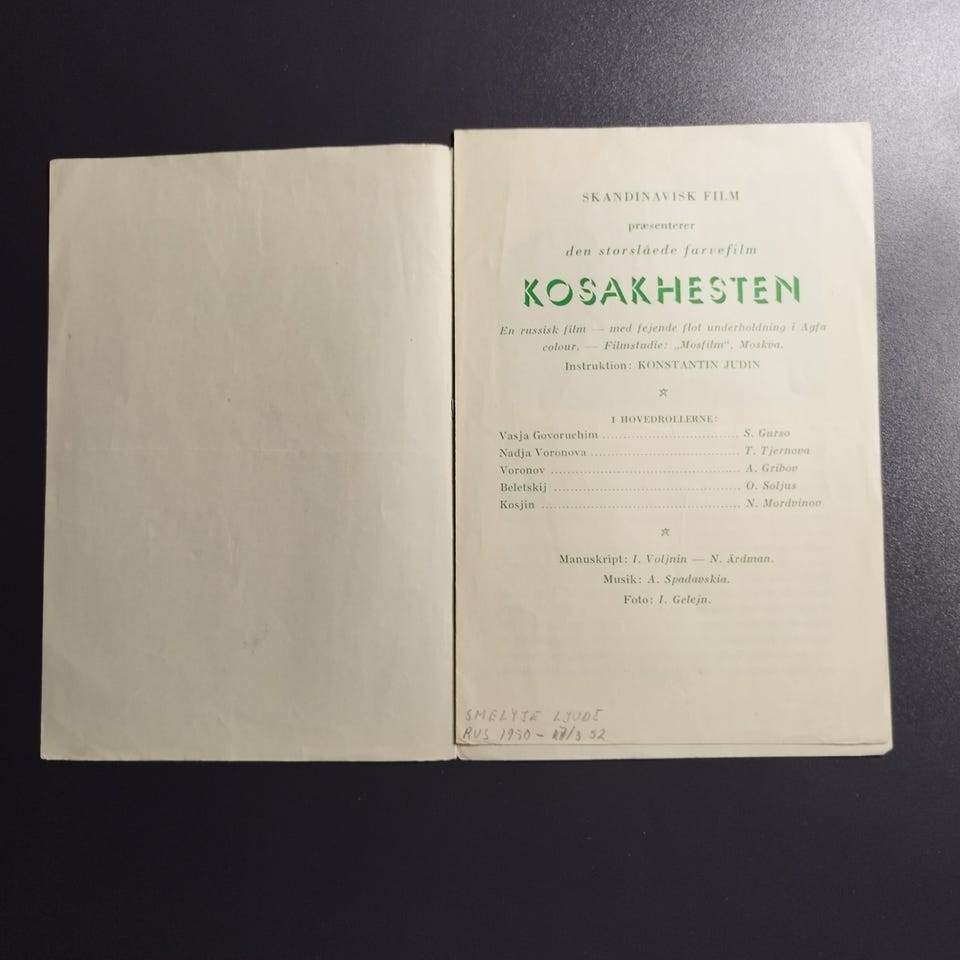 SKANDINAVISK FILM
præsenterer
den storslåede farvefilm
KOSAKHESTEN
En russisk film — med fejende flot underholdning i Agfa
colour. — Filmstudie: „Mosfilm“, Moskva.
Instruktion: KONSTANTIN JUDIN
I HOVEDROLLERNE:
Vasja Govoruchim ........................ S. Gurso
Nadja Voronova ........................ T. Tjernova
Voronov ........................ A. Gribov
Beletskij ........................ O. Soljus
Kosjin ........................ N. Mordvinov
Manuskript: I. Voljnin — N. Ärdman.
Musik: A. Spadavskia.
Foto: I. Gelejn.
SMELYJE LJUDI
RUS 1950 - /3 52